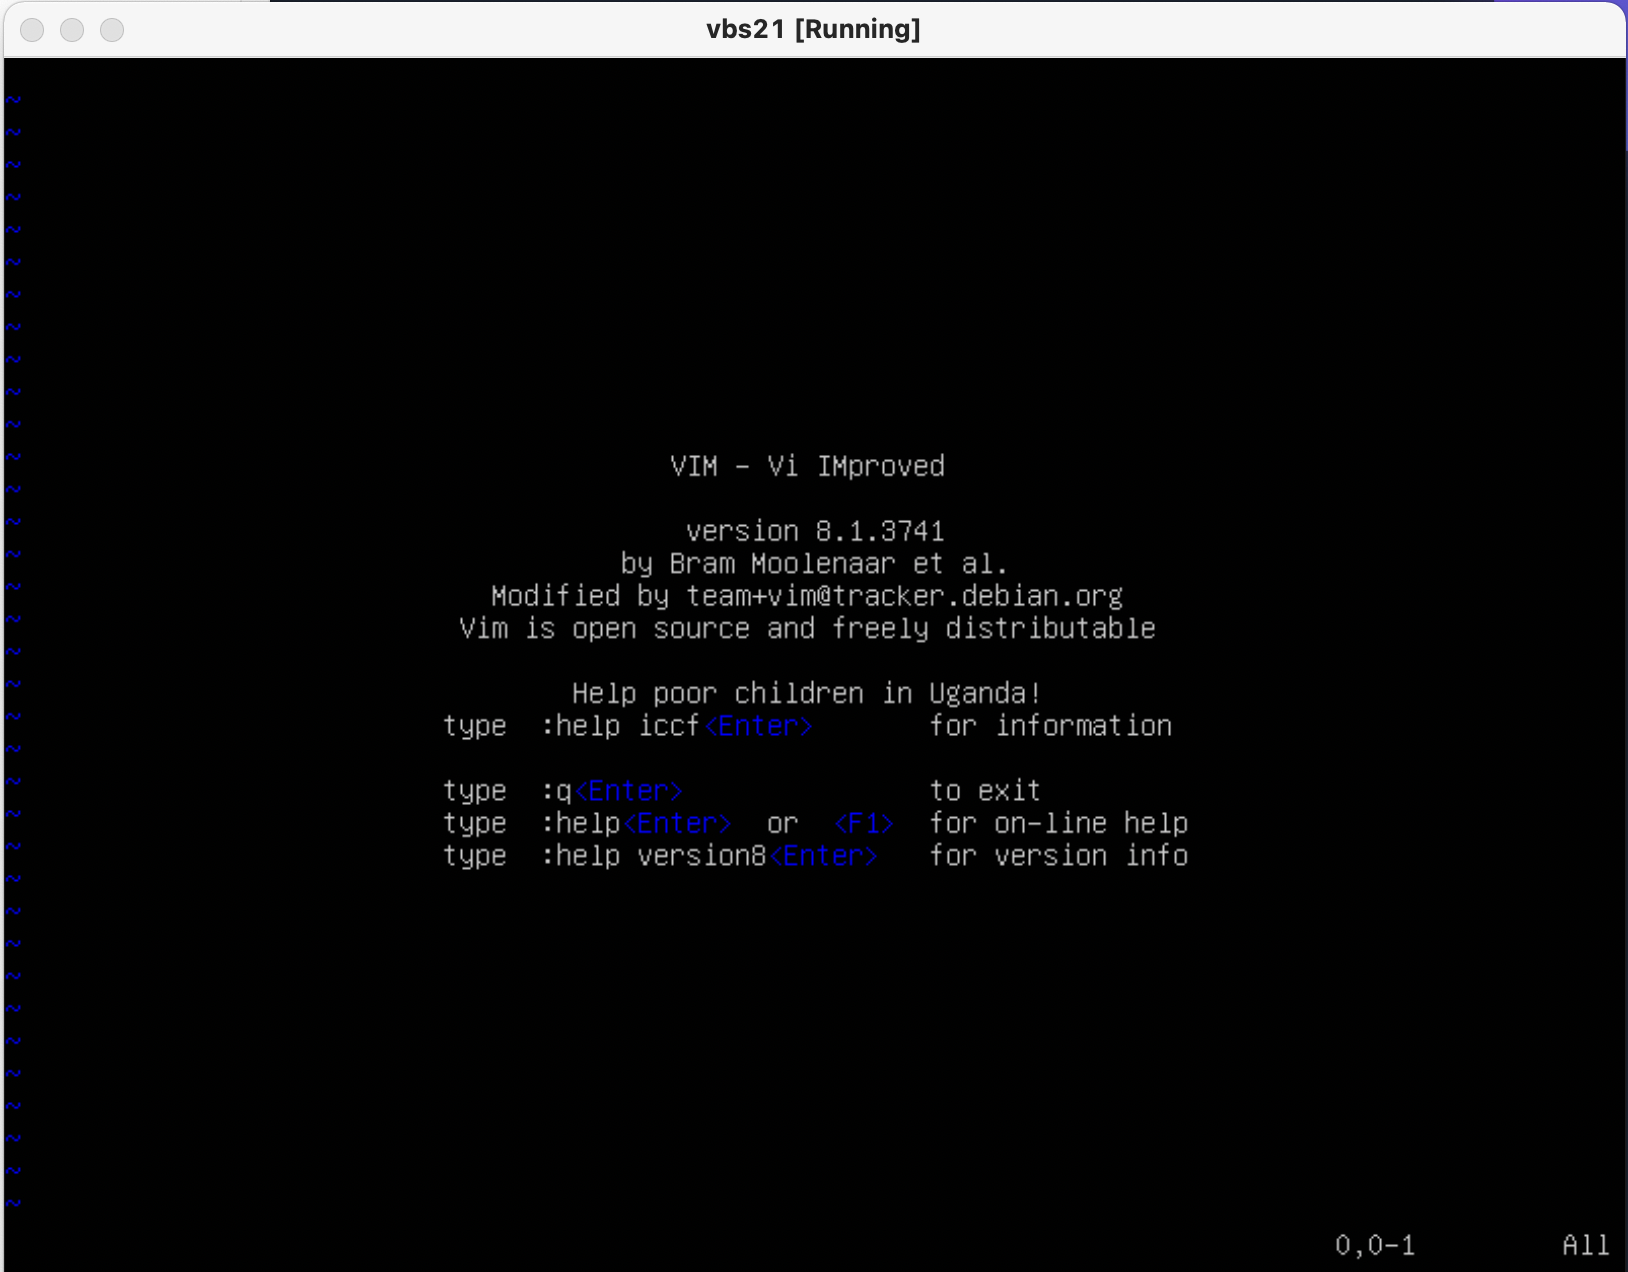 vbs21 [Running]
~
~
~
~
~
~
~
~
~
~
~
~ VIM - Vi IMproved
~
~ version 8.1.3741
~ by Bram Moolenaar et al.
~ Modified by team+vim@tracker.debian.org
~ Vim is open source and freely distributable
~
~ Help poor children in Uganda!
~ type :help iccf<Enter> for information
~
~ type :q<Enter> to exit
~ type :help<Enter> or <F1> for on-line help
~ type :help version8<Enter> for version info
~
~
~
~
~
~
~
~
~
~
~
0,0-1 All